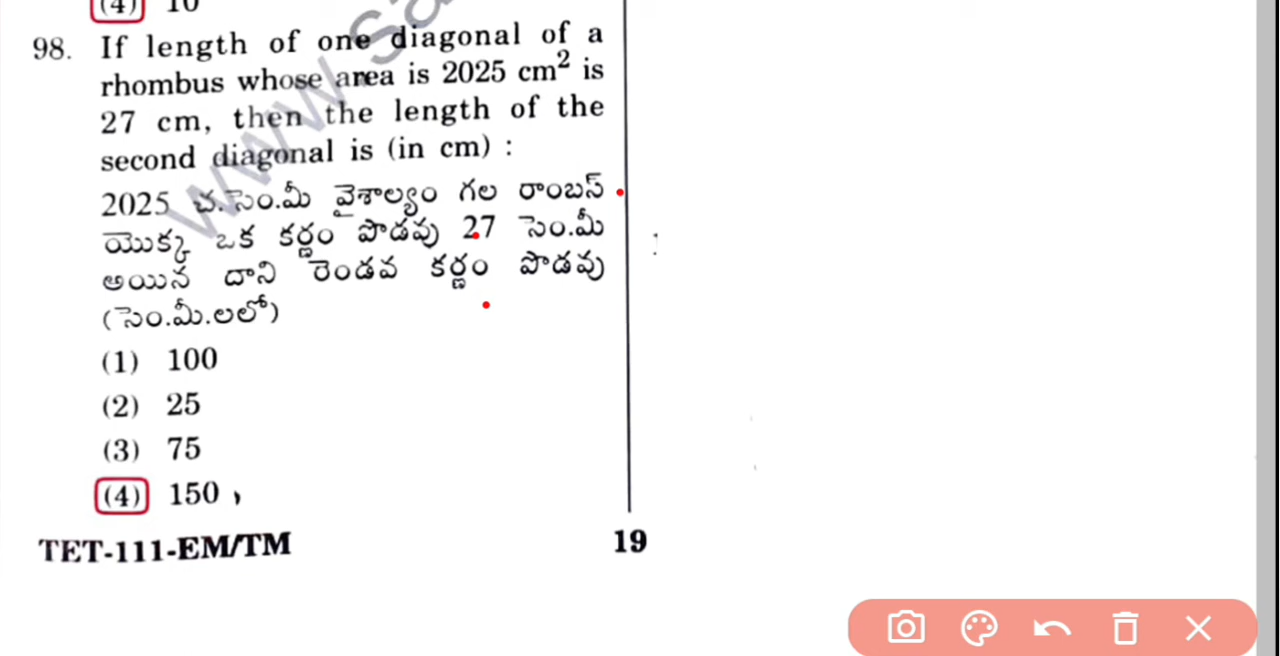 (4) 10
98. If length of one diagonal of a
rhombus whose area is 2025 cm² is
27 cm, then the length of the
second diagonal is (in cm) :
2025 చ.సెం.మీ వైశాల్యం గల రాంబస్
యొక్క ఒక కర్ణం పొడవు 27 సెం.మీ
అయిన దాని రెండవ కర్ణం పొడవు
(సెం.మీ.లలో)
(1) 100
(2) 25
(3) 75
(4) 150
TET-111-EM/TM
19